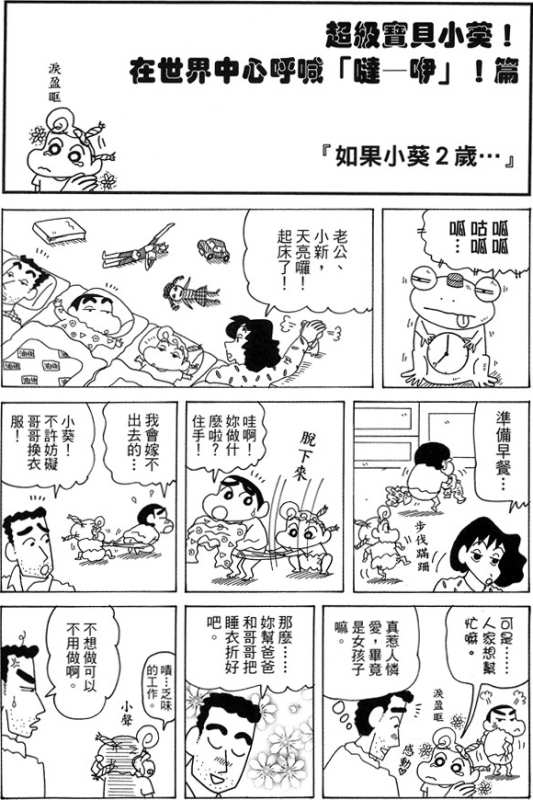 超級寶貝小葵！
在世界中心呼喊「噠─咿」！篇
淚盈眶
『如果小葵２歲…』
呱呱
呱咕呱
呱…
老公、
小新，
天亮囉！
起床了！
準備早餐…
步伐蹣跚
脫下來
哇啊！
妳做什
麼啦？
住手！
我會嫁不
出去的…
小葵！
不許妨礙
哥哥換衣
服！
可是……
人家想幫
忙嘛。
淚盈眶
感動
真惹人憐
愛，畢竟
是女孩子
嘛。
那麼……
妳幫爸爸
和哥哥把
睡衣折好
吧。
嘖…乏味
的工作。
小聲
不想做可以
不用做啊。